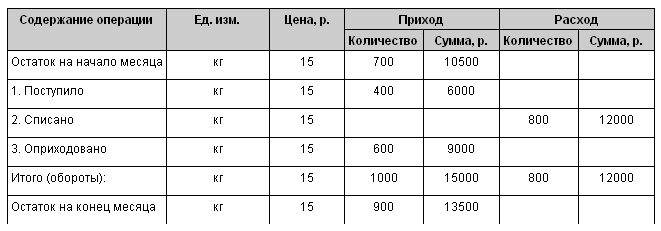 Содержание операции Ед. изм. Цена, р. Приход Расход
Количество Сумма, р. Количество Сумма, р.
Остаток на начало месяца кг 15 700 10500
1. Поступило кг 15 400 6000
2. Списано кг 15 800 12000
3. Оприходовано кг 15 600 9000
Итого (обороты): кг 15 1000 15000 800 12000
Остаток на конец месяца кг 15 900 13500